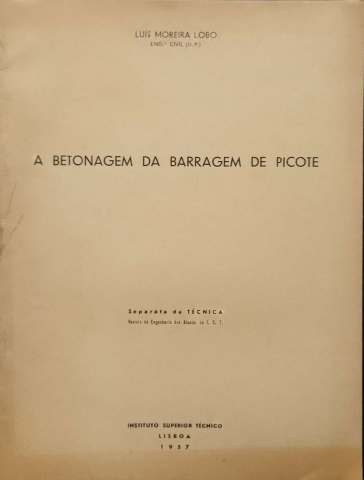 LUÍS MOREIRA LOBO
ENG.º CIVIL (U. P.)
A BETONAGEM DA BARRAGEM DE PICOTE
Separata da TÉCNICA
Revista de Engenharia dos Alunos do I. S. T.
INSTITUTO SUPERIOR TÉCNICO
LISBOA
1957